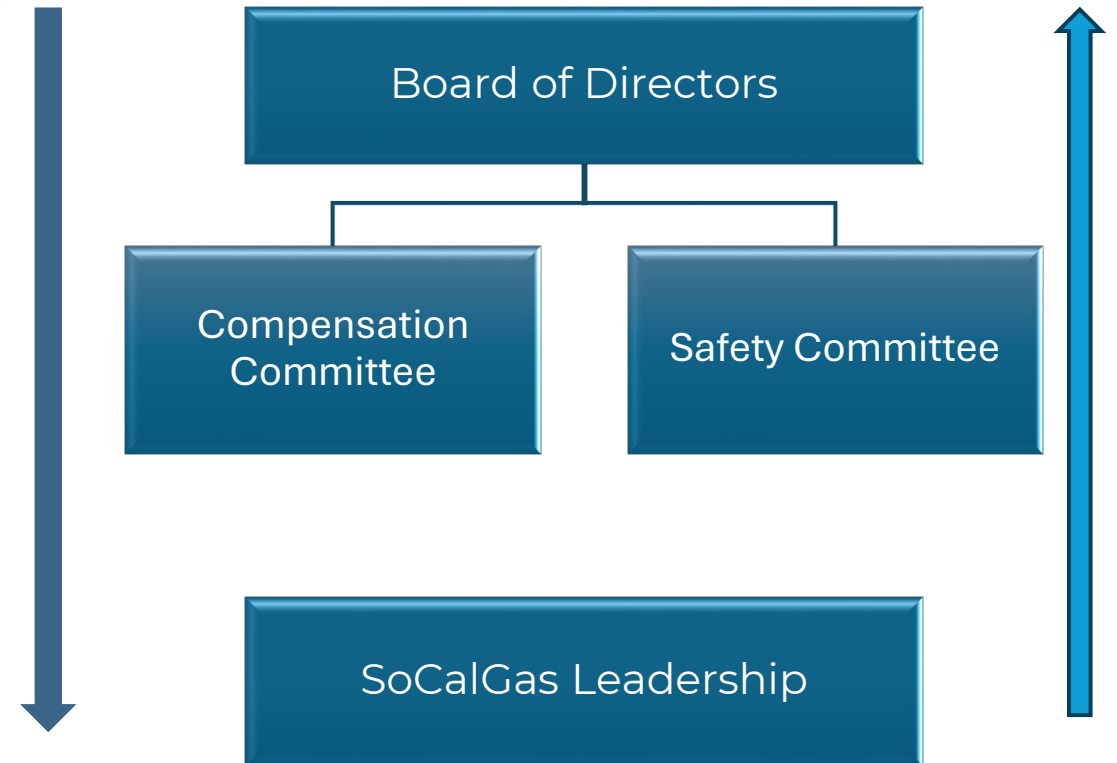 Board of Directors
Compensation
Committee
Safety Committee
SoCalGas Leadership